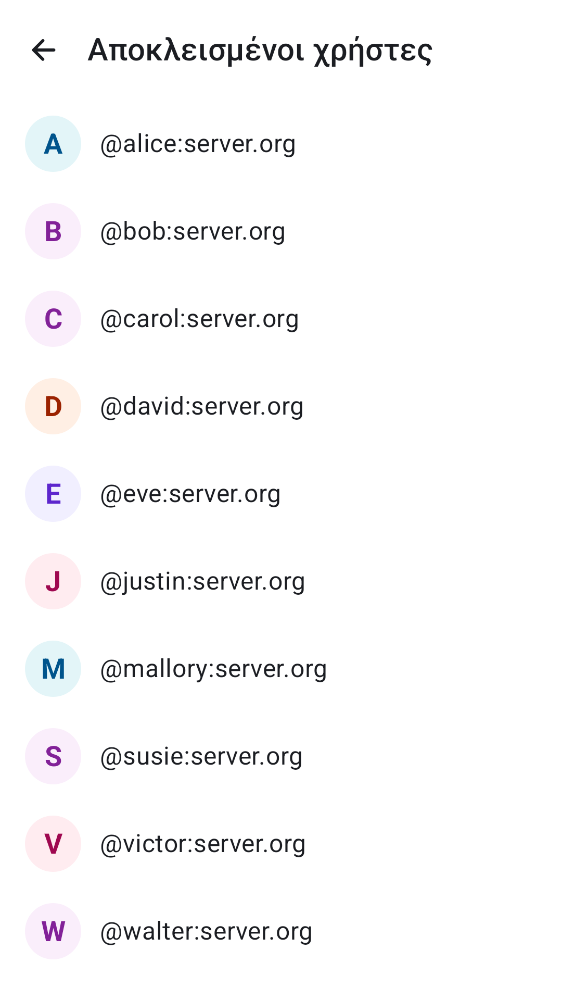 Αποκλεισμένοι χρήστες
A @alice:server.org
B @bob:server.org
C @carol:server.org
D @david:server.org
E @eve:server.org
J @justin:server.org
M @mallory:server.org
S @susie:server.org
V @victor:server.org
W @walter:server.org